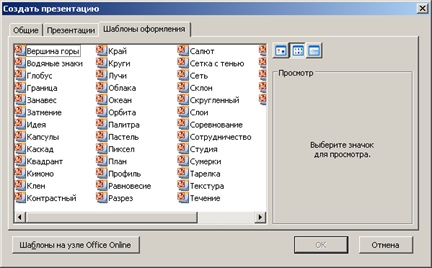 Создать презентацию
Общие Презентации Шаблоны оформления
Вершина горы
Водяные знаки
Глобус
Граница
Занавес
Затмение
Идея
Капсулы
Каскад
Квадрант
Кимоно
Клен
Контрастный
Край
Круги
Лучи
Облака
Океан
Орбита
Палитра
Пастель
Пиксел
План
Профиль
Равновесие
Разрез
Салют
Сетка с тенью
Сеть
Склон
Скругленный
Слои
Соревнование
Сотрудничество
Студия
Сумерки
Тарелка
Текстура
Течение
Просмотр
Выберите значок
для просмотра.
Шаблоны на узле Office Online
ОК
Отмена